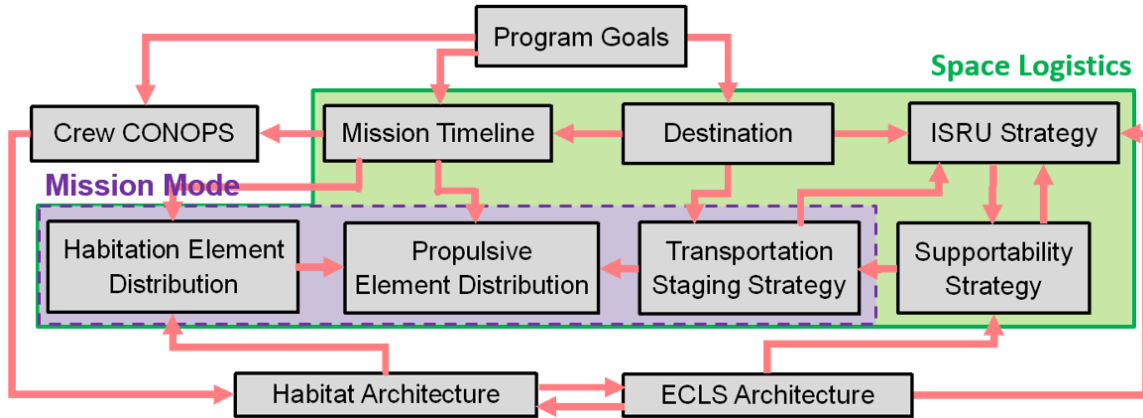 Program Goals
Space Logistics
Crew CONOPS
Mission Timeline
Destination
ISRU Strategy
Mission Mode
Habitation Element
Distribution
Propulsive
Element Distribution
Transportation
Staging Strategy
Supportability
Strategy
Habitat Architecture
ECLS Architecture